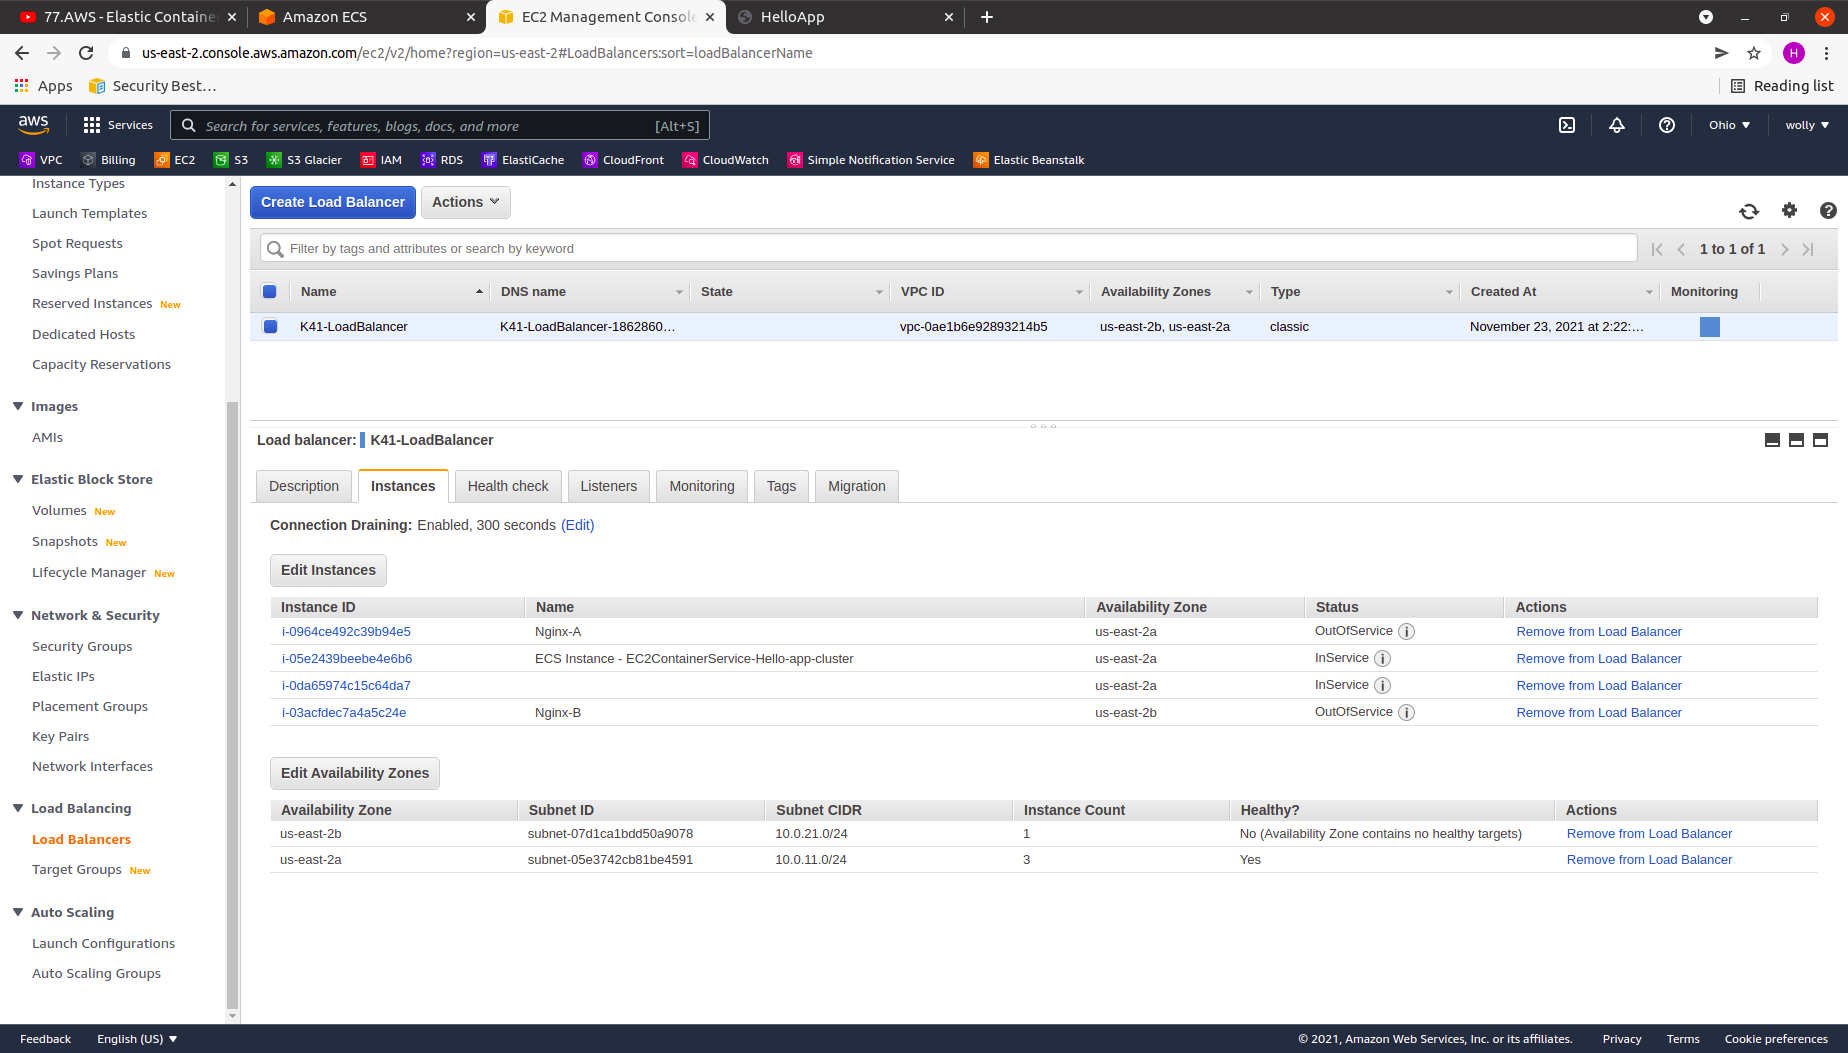 77.AWS - Elastic Containe
Amazon ECS
EC2 Management Console
HelloApp
us-east-2.console.aws.amazon.com/ec2/v2/home?region=us-east-2#LoadBalancers:sort=loadBalancerName
H
Apps
Security Best…
Reading list
aws
Services
Search for services, features, blogs, docs, and more
[Alt+S]
Ohio
wolly
VPC
Billing
EC2
S3
S3 Glacier
IAM
RDS
ElastiCache
CloudFront
CloudWatch
Simple Notification Service
Elastic Beanstalk
Instance Types
Launch Templates
Spot Requests
Savings Plans
Reserved Instances New
Dedicated Hosts
Capacity Reservations
Images
AMIs
Elastic Block Store
Volumes New
Snapshots New
Lifecycle Manager New
Network & Security
Security Groups
Elastic IPs
Placement Groups
Key Pairs
Network Interfaces
Load Balancing
Load Balancers
Target Groups New
Auto Scaling
Launch Configurations
Auto Scaling Groups
Create Load Balancer
Actions
Filter by tags and attributes or search by keyword
1 to 1 of 1
Name DNS name State VPC ID Availability Zones Type Created At Monitoring
K41-LoadBalancer K41-LoadBalancer-1862860… vpc-0ae1b6e92893214b5 us-east-2b, us-east-2a classic November 23, 2021 at 2:22:…
Load balancer: K41-LoadBalancer
Description Instances Health check Listeners Monitoring Tags Migration
Connection Draining: Enabled, 300 seconds (Edit)
Edit Instances
Instance ID Name Availability Zone Status Actions
i-0964ce492c39b94e5 Nginx-A us-east-2a OutOfService i Remove from Load Balancer
i-05e2439beebe4e6b6 ECS Instance - EC2ContainerService-Hello-app-cluster us-east-2a InService i Remove from Load Balancer
i-0da65974c15c64da7 us-east-2a InService i Remove from Load Balancer
i-03acfdec7a4a5c24e Nginx-B us-east-2b OutOfService i Remove from Load Balancer
Edit Availability Zones
Availability Zone Subnet ID Subnet CIDR Instance Count Healthy? Actions
us-east-2b subnet-07d1ca1bdd50a9078 10.0.21.0/24 1 No (Availability Zone contains no healthy targets) Remove from Load Balancer
us-east-2a subnet-05e3742cb81be4591 10.0.11.0/24 3 Yes Remove from Load Balancer
Feedback
English (US)
© 2021, Amazon Web Services, Inc. or its affiliates.
Privacy
Terms
Cookie preferences